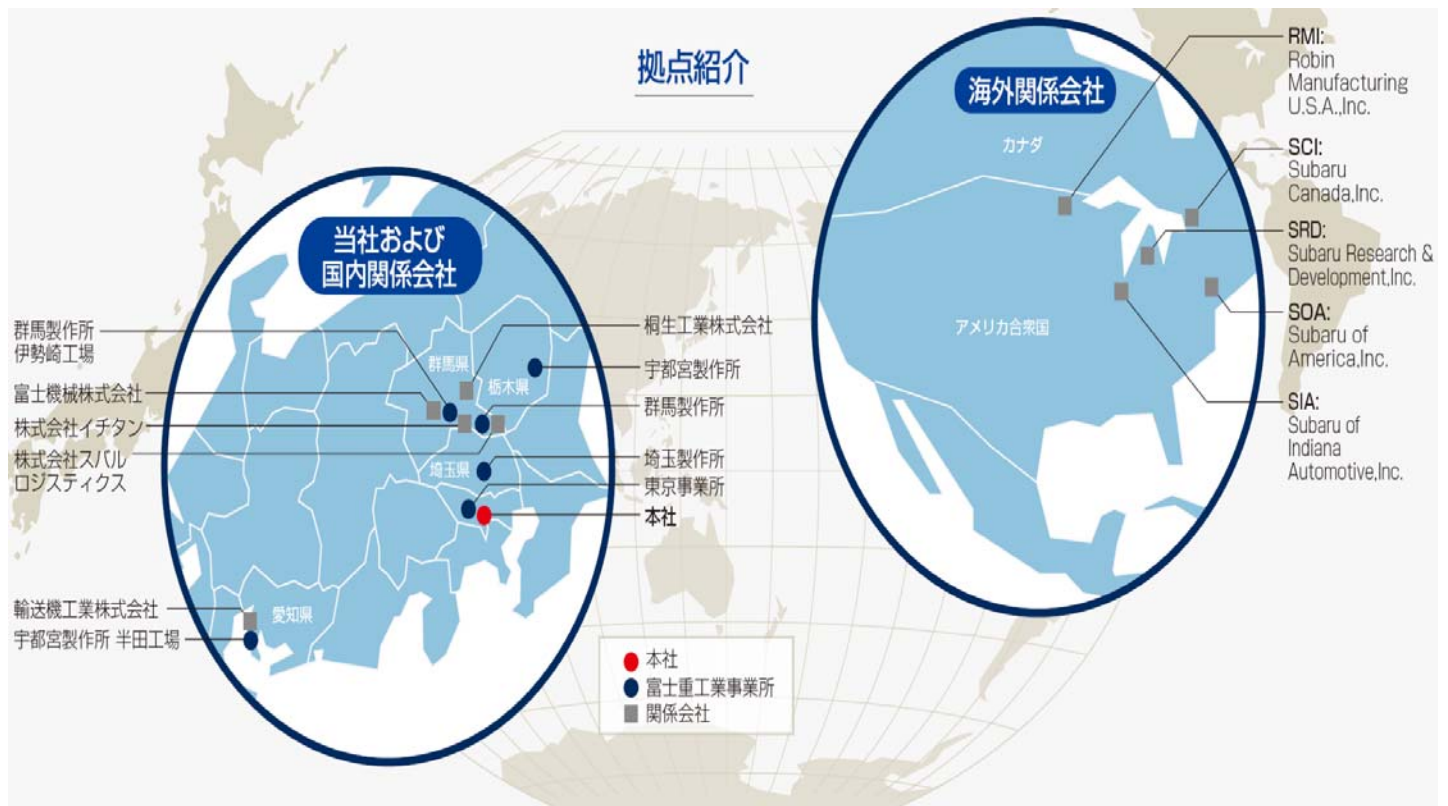 拠点紹介
当社および
国内関係会社
群馬製作所
伊勢崎工場
富士機械株式会社
株式会社イチタン
株式会社スバル
ロジスティクス
輸送機工業株式会社
宇都宮製作所 半田工場
群馬県
栃木県
埼玉県
愛知県
桐生工業株式会社
宇都宮製作所
群馬製作所
埼玉製作所
東京事業所
本社
本社
富士重工業事業所
関係会社
海外関係会社
カナダ
アメリカ合衆国
RMI:
Robin
Manufacturing
U.S.A.,Inc.
SCI:
Subaru
Canada,Inc.
SRD:
Subaru Research &
Development,Inc.
SOA:
Subaru of
America,Inc.
SIA:
Subaru of
Indiana
Automotive,Inc.